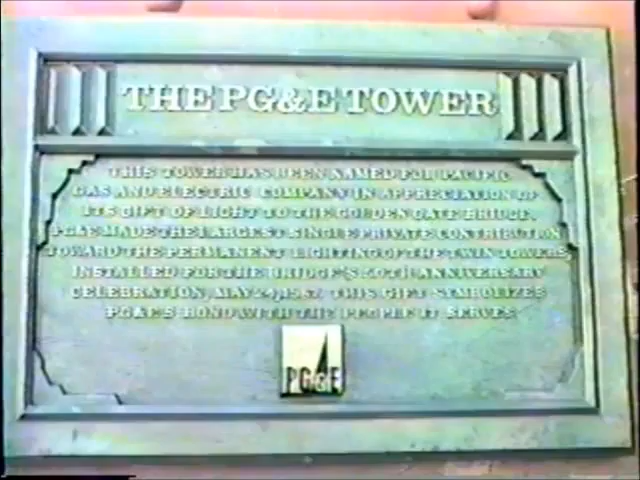 THE PG&E TOWER
THIS TOWER HAS BEEN NAMED FOR PACIFIC
GAS AND ELECTRIC COMPANY IN APPRECIATION OF
ITS GIFT OF LIGHT TO THE GOLDEN GATE BRIDGE.
PG&E MADE THE LARGEST SINGLE PRIVATE CONTRIBUTION
TOWARD THE PERMANENT LIGHTING OF THE TWIN TOWERS,
INSTALLED FOR THE BRIDGE'S 50TH ANNIVERSARY
CELEBRATION, MAY 24, 1987. THIS GIFT SYMBOLIZES
PG&E'S BOND WITH THE PEOPLE IT SERVES
PG&E